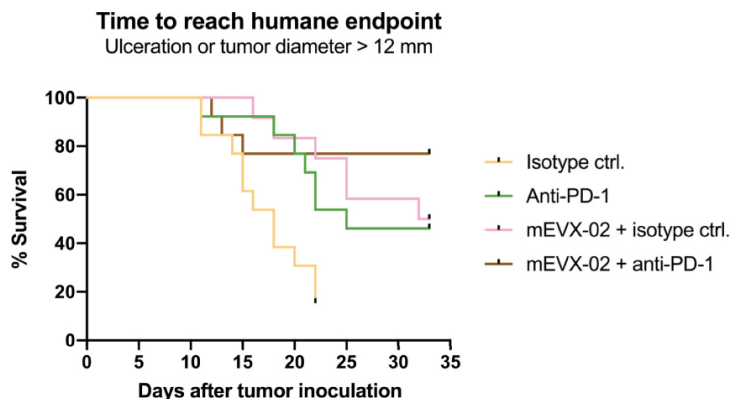 Time to reach humane endpoint
Ulceration or tumor diameter > 12 mm
100
80
60
40
20
0
% Survival
0 5 10 15 20 25 30 35
Days after tumor inoculation
Isotype ctrl.
Anti-PD-1
mEVX-02 + isotype ctrl.
mEVX-02 + anti-PD-1